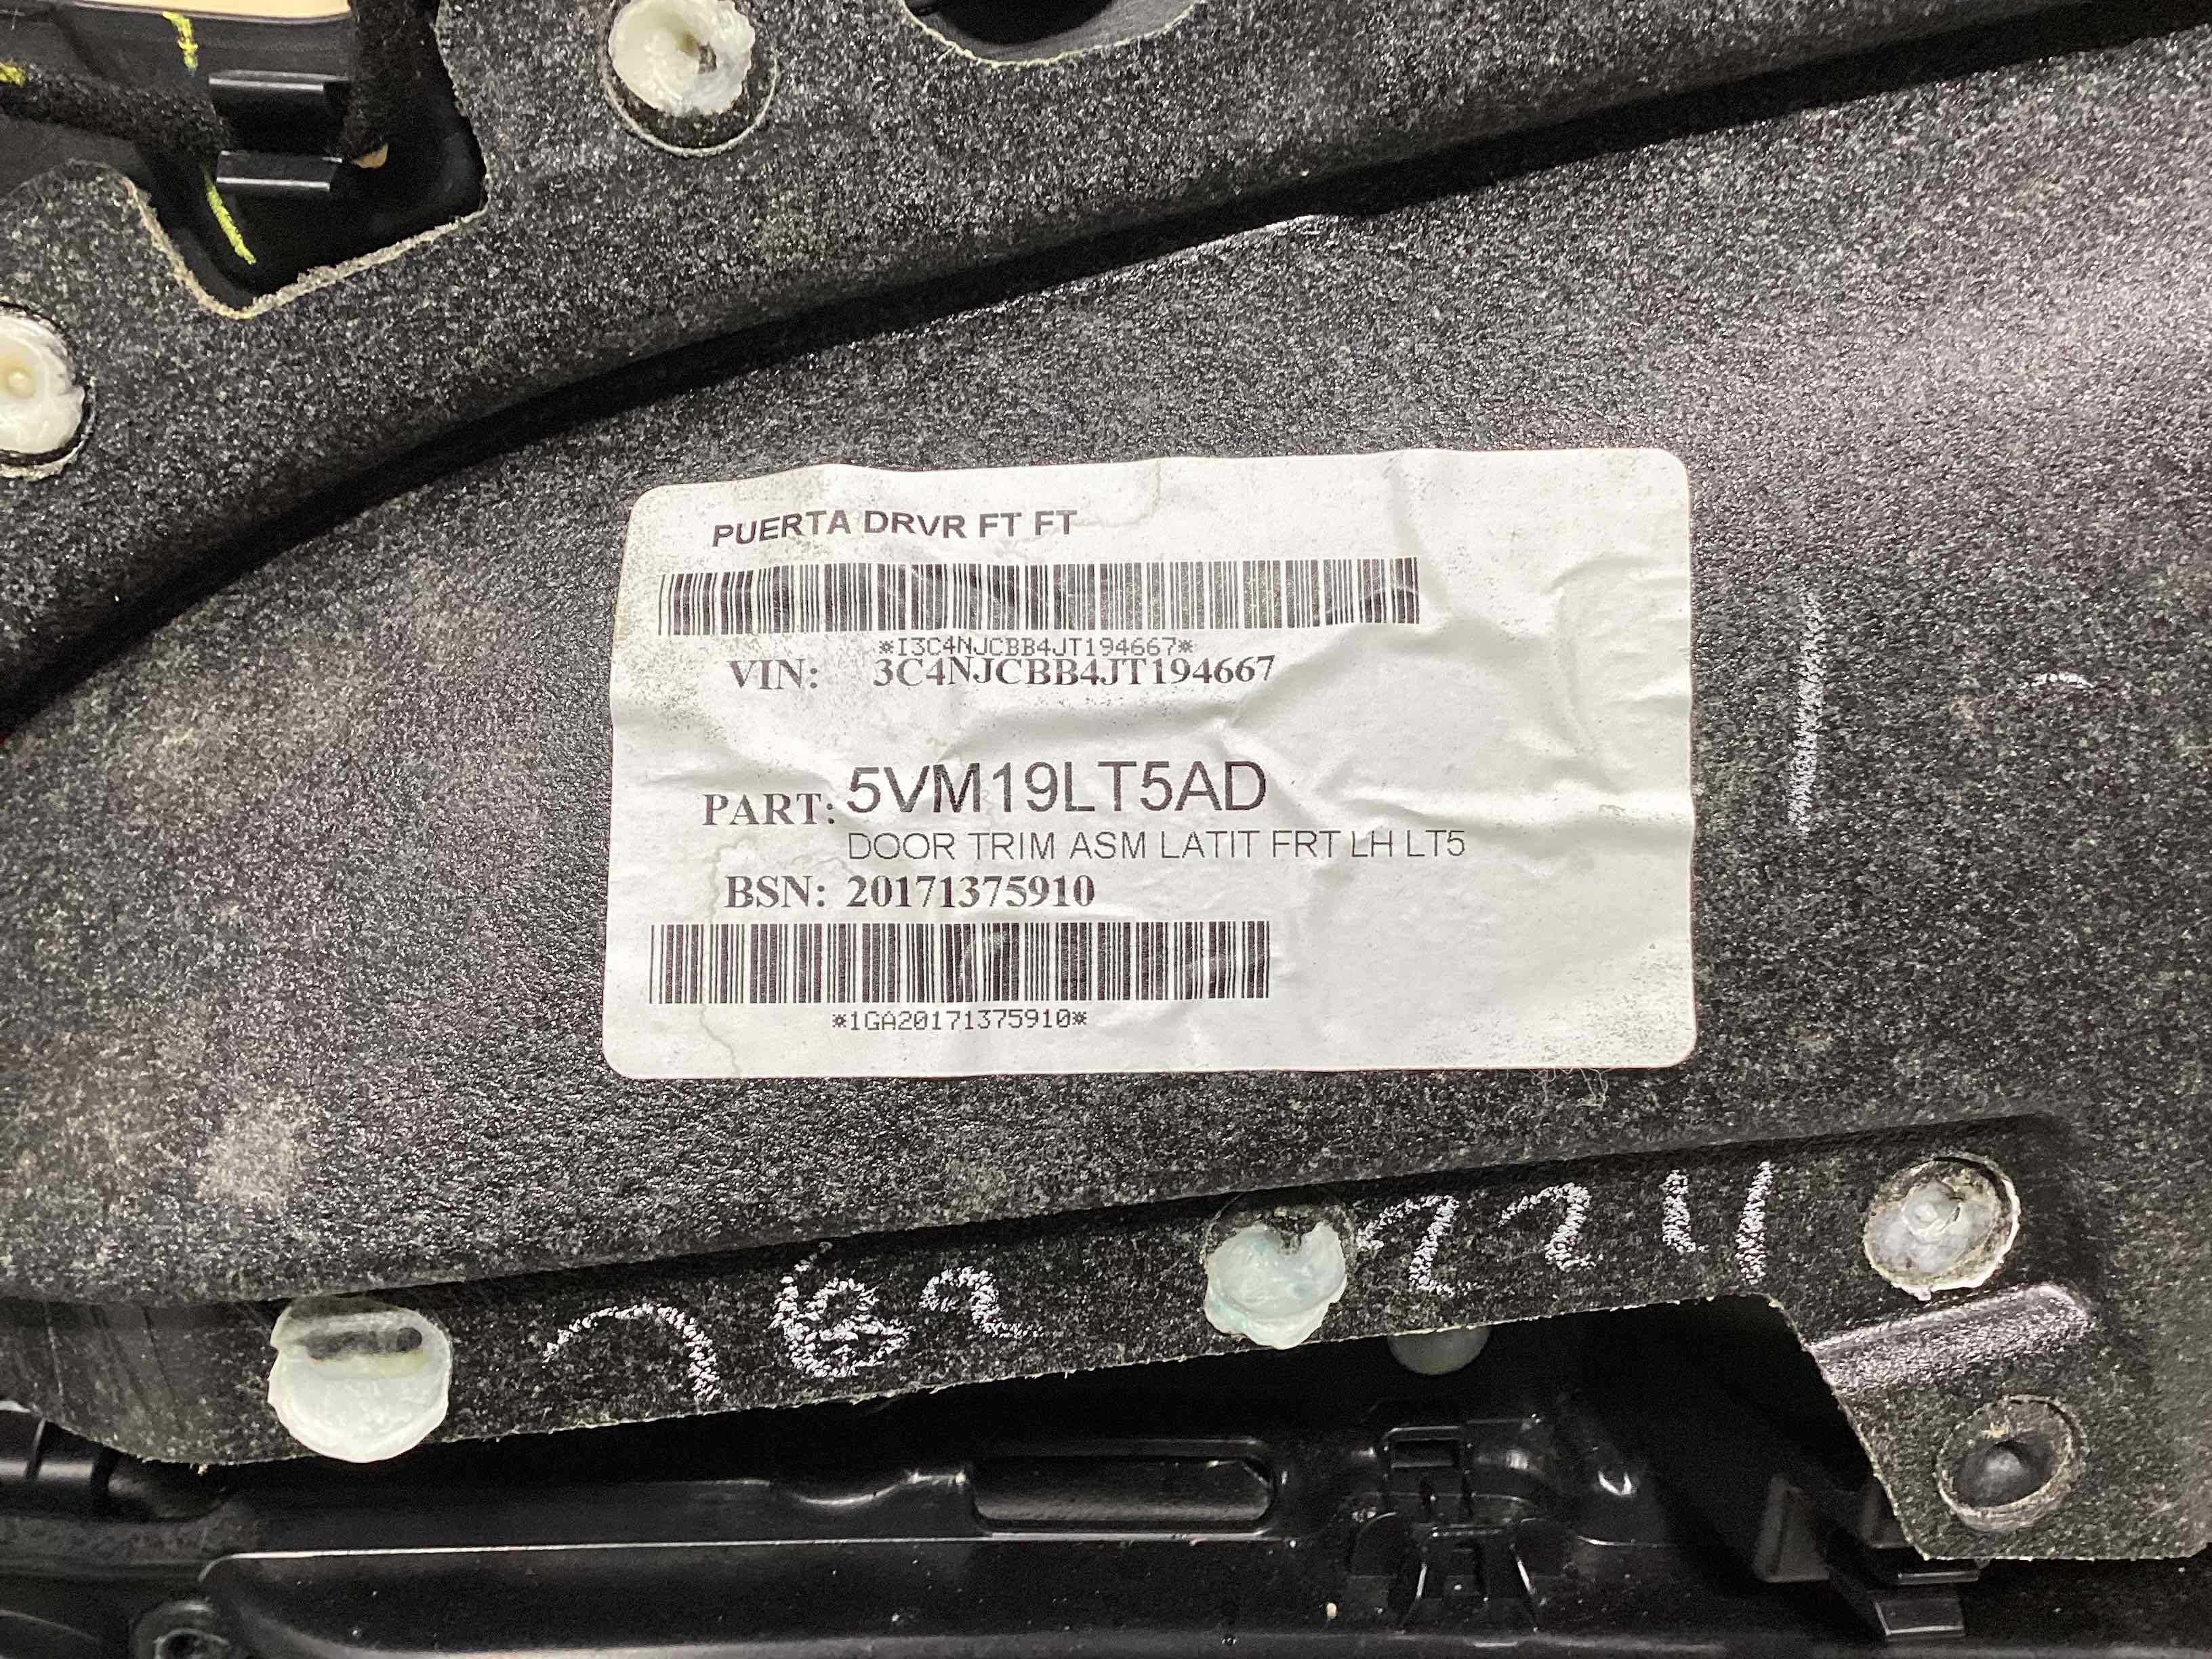 PUERTA DRVR FT FT
*I3C4NJCBB4JT194667*
VIN: 3C4NJCBB4JT194667
PART: 5VM19LT5AD
DOOR TRIM ASM LATIT FRT LH LT5
BSN: 20171375910
*1GA20171375910*